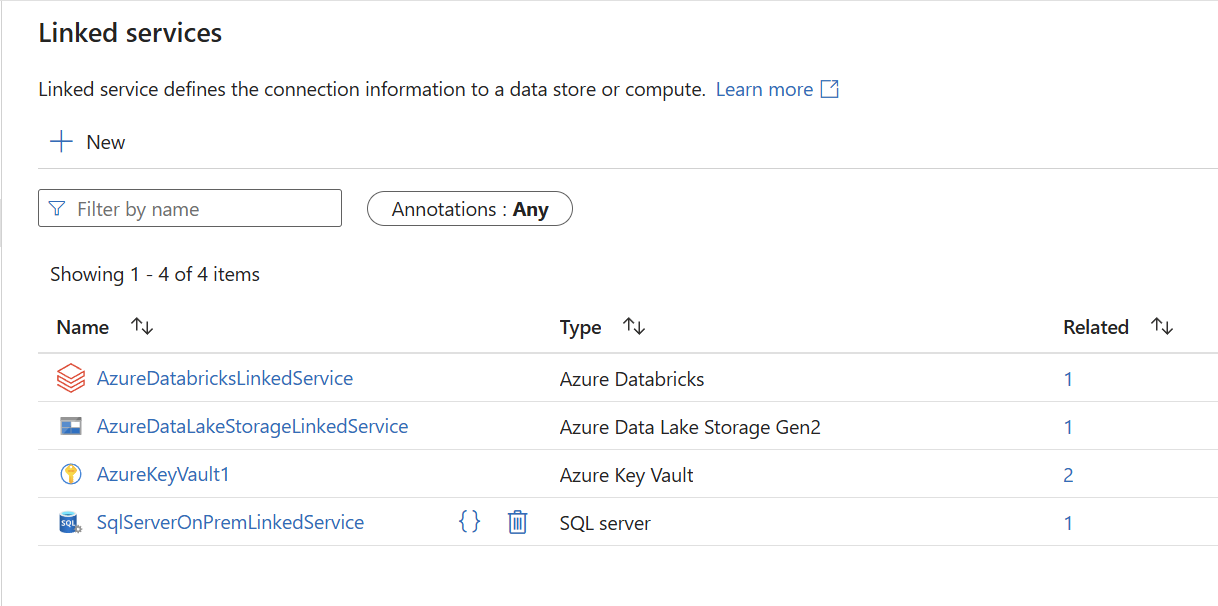 Linked services
Linked service defines the connection information to a data store or compute. Learn more
New
Filter by name
Annotations : Any
Showing 1 - 4 of 4 items
Name Type Related
AzureDatabricksLinkedService Azure Databricks 1
AzureDataLakeStorageLinkedService Azure Data Lake Storage Gen2 1
AzureKeyVault1 Azure Key Vault 2
SQL SqlServerOnPremLinkedService {} SQL server 1